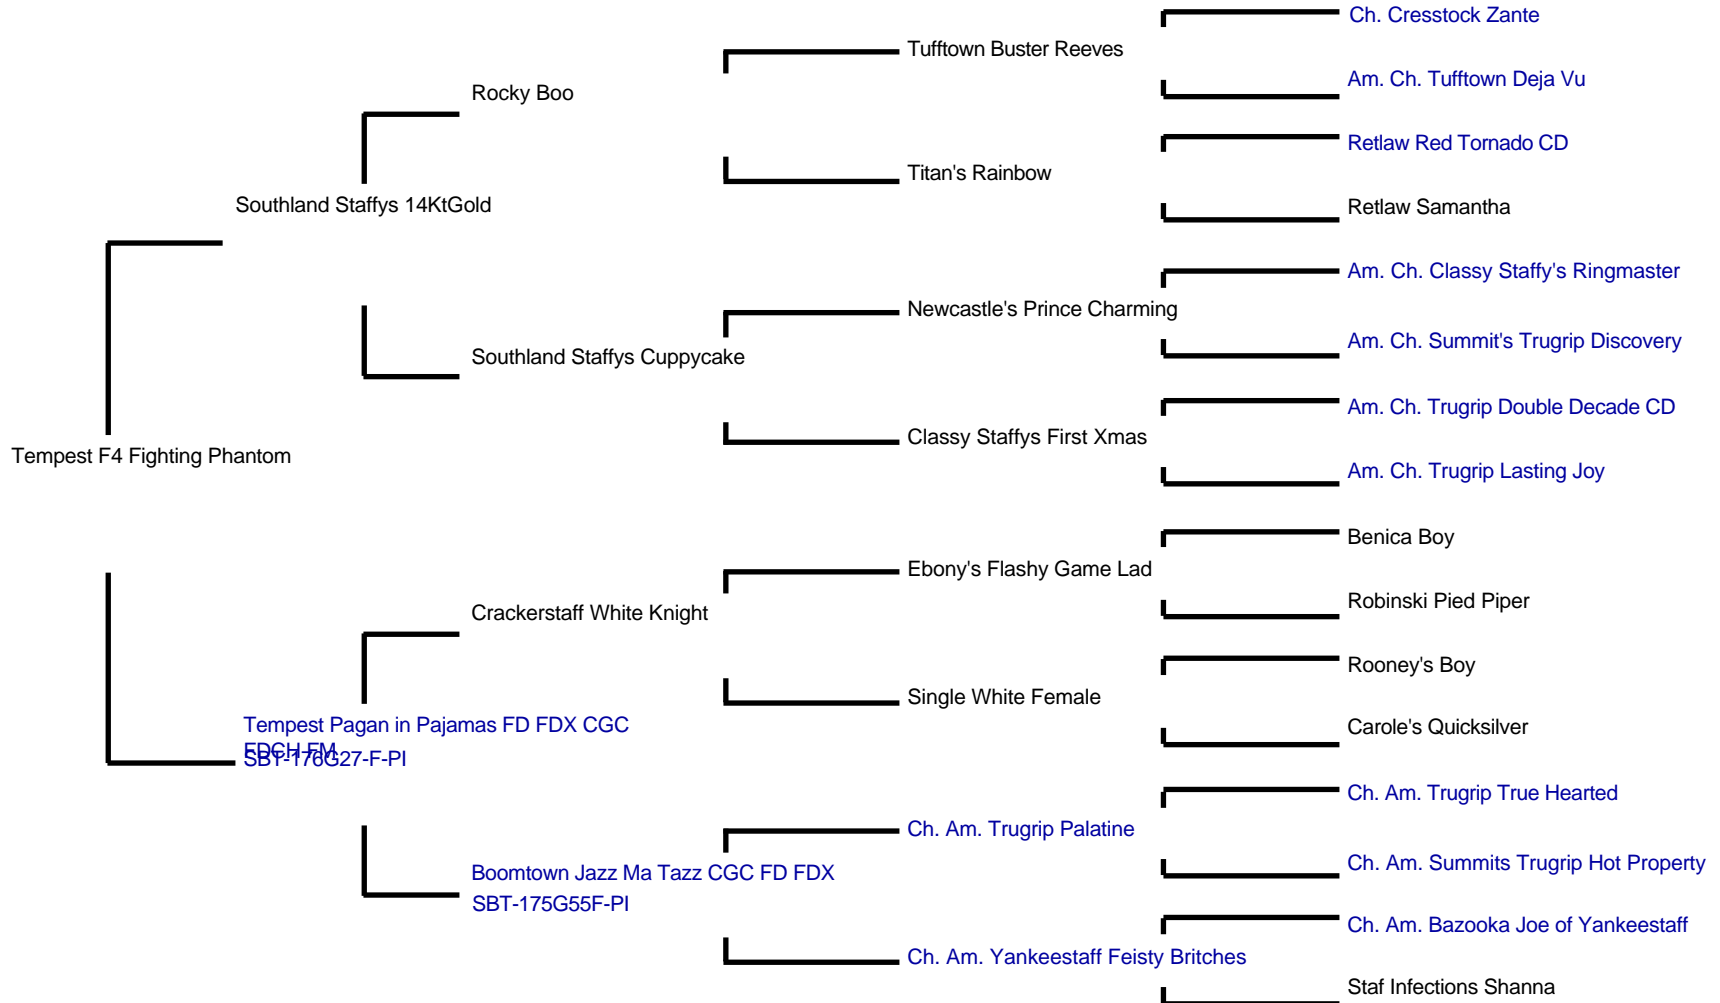 Ch. Cresstock Zante
Tufftown Buster Reeves
Am. Ch. Tufftown Deja Vu
Rocky Boo
Retlaw Red Tornado CD
Titan's Rainbow
Retlaw Samantha
Southland Staffys 14KtGold
Am. Ch. Classy Staffy's Ringmaster
Newcastle's Prince Charming
Am. Ch. Summit's Trugrip Discovery
Southland Staffys Cuppycake
Am. Ch. Trugrip Double Decade CD
Classy Staffys First Xmas
Am. Ch. Trugrip Lasting Joy
Tempest F4 Fighting Phantom
Benica Boy
Ebony's Flashy Game Lad
Robinski Pied Piper
Crackerstaff White Knight
Rooney's Boy
Single White Female
Carole's Quicksilver
Tempest Pagan in Pajamas FD FDX CGC
FDCH FM
SBT-176G27-F-PI
Ch. Am. Trugrip True Hearted
Ch. Am. Trugrip Palatine
Ch. Am. Summits Trugrip Hot Property
Boomtown Jazz Ma Tazz CGC FD FDX
SBT-175G55F-PI
Ch. Am. Bazooka Joe of Yankeestaff
Ch. Am. Yankeestaff Feisty Britches
Staf Infections Shanna